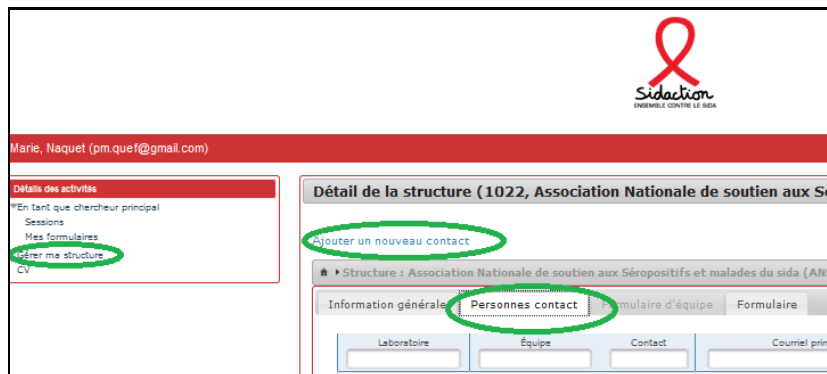 Sidaction
ENSEMBLE CONTRE LE SIDA
Marie, Naquet (pm.quef@gmail.com)
Détails des activités
En tant que chercheur principal
Sessions
Mes formulaires
Gérer ma structure
CV
Détail de la structure (1022, Association Nationale de soutien aux Sé
Ajouter un nouveau contact
Structure : Association Nationale de soutien aux Séropositifs et malades du sida (AN
Information générale Personnes contact Formulaire d'équipe Formulaire
Laboratoire Équipe Contact Courriel prin